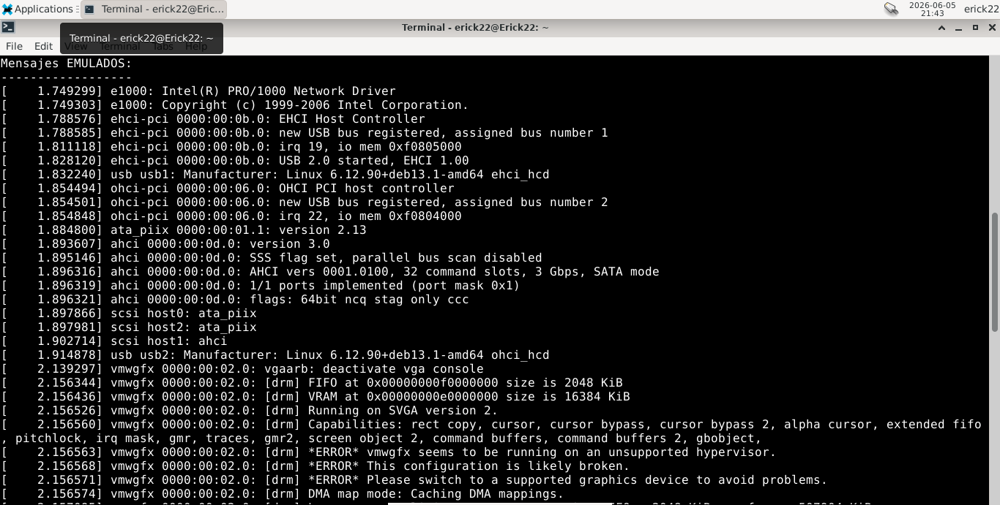 Applications
Terminal - erick22@Eric...
2026-06-05
21:43
erick22
Terminal - erick22@Erick22: ~
Terminal - erick22@Erick22: ~
File Edit View Terminal Tabs Help
Mensajes EMULADOS:
------------------
[    1.749299] e1000: Intel(R) PRO/1000 Network Driver
[    1.749303] e1000: Copyright (c) 1999-2006 Intel Corporation.
[    1.788576] ehci-pci 0000:00:0b.0: EHCI Host Controller
[    1.788585] ehci-pci 0000:00:0b.0: new USB bus registered, assigned bus number 1
[    1.811118] ehci-pci 0000:00:0b.0: irq 19, io mem 0xf0805000
[    1.828120] ehci-pci 0000:00:0b.0: USB 2.0 started, EHCI 1.00
[    1.832240] usb usb1: Manufacturer: Linux 6.12.90+deb13.1-amd64 ehci_hcd
[    1.854494] ohci-pci 0000:00:06.0: OHCI PCI host controller
[    1.854501] ohci-pci 0000:00:06.0: new USB bus registered, assigned bus number 2
[    1.854848] ohci-pci 0000:00:06.0: irq 22, io mem 0xf0804000
[    1.884800] ata_piix 0000:00:01.1: version 2.13
[    1.893607] ahci 0000:00:0d.0: version 3.0
[    1.895146] ahci 0000:00:0d.0: SSS flag set, parallel bus scan disabled
[    1.896316] ahci 0000:00:0d.0: AHCI vers 0001.0100, 32 command slots, 3 Gbps, SATA mode
[    1.896319] ahci 0000:00:0d.0: 1/1 ports implemented (port mask 0x1)
[    1.896321] ahci 0000:00:0d.0: flags: 64bit ncq stag only ccc
[    1.897866] scsi host0: ata_piix
[    1.897981] scsi host2: ata_piix
[    1.902714] scsi host1: ahci
[    1.914878] usb usb2: Manufacturer: Linux 6.12.90+deb13.1-amd64 ohci_hcd
[    2.139297] vmwgfx 0000:00:02.0: vgaarb: deactivate vga console
[    2.156344] vmwgfx 0000:00:02.0: [drm] FIFO at 0x00000000f0000000 size is 2048 KiB
[    2.156436] vmwgfx 0000:00:02.0: [drm] VRAM at 0x00000000e0000000 size is 16384 KiB
[    2.156526] vmwgfx 0000:00:02.0: [drm] Running on SVGA version 2.
[    2.156560] vmwgfx 0000:00:02.0: [drm] Capabilities: rect copy, cursor, cursor bypass, cursor bypass 2, alpha cursor, extended fifo
, pitchlock, irq mask, gmr, traces, gmr2, screen object 2, command buffers, command buffers 2, gbobject,
[    2.156563] vmwgfx 0000:00:02.0: [drm] *ERROR* vmwgfx seems to be running on an unsupported hypervisor.
[    2.156568] vmwgfx 0000:00:02.0: [drm] *ERROR* This configuration is likely broken.
[    2.156571] vmwgfx 0000:00:02.0: [drm] *ERROR* Please switch to a supported graphics device to avoid problems.
[    2.156574] vmwgfx 0000:00:02.0: [drm] DMA map mode: Caching DMA mappings.